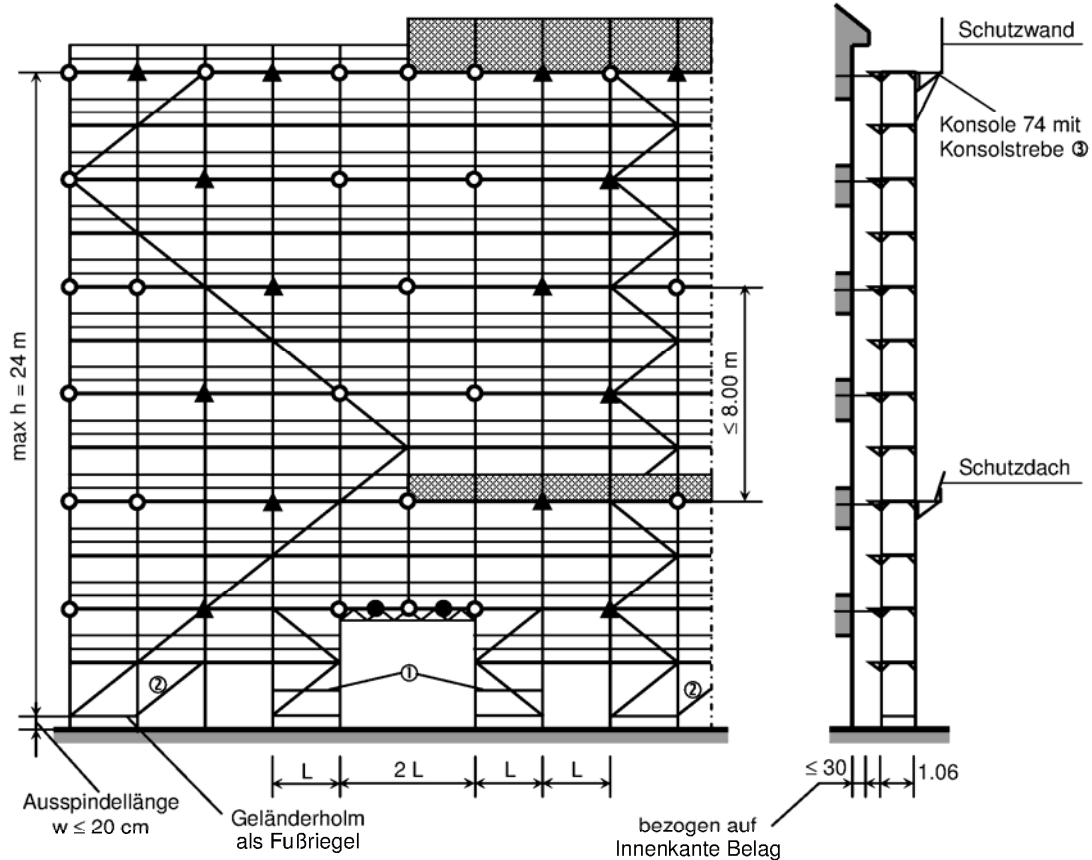 Schutzwand
Konsole 74 mit
Konsolstrebe ③
max h = 24 m
≤ 8.00 m
Schutzdach
①
②
②
L
2 L
L
L
≤ 30
1.06
Ausspindellänge
w ≤ 20 cm
Geländerholm
als Fußriegel
bezogen auf
Innenkante Belag